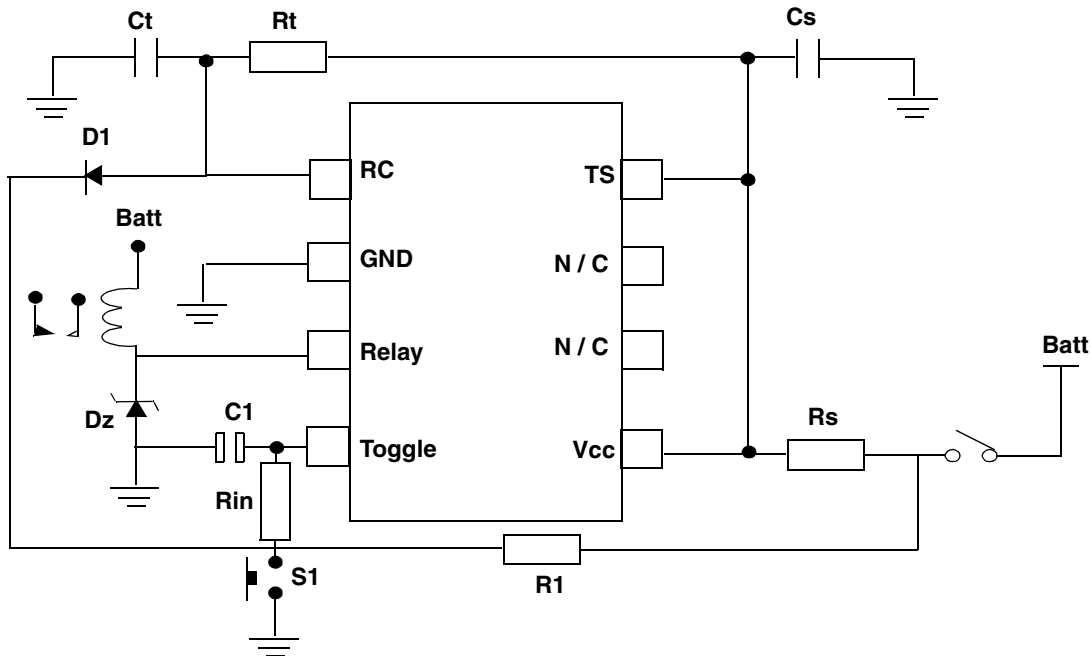 Ct
Rt
Cs
D1
RC
TS
Batt
GND
N / C
Relay
N / C
Batt
Dz
C1
Toggle
Vcc
Rs
Rin
S1
R1